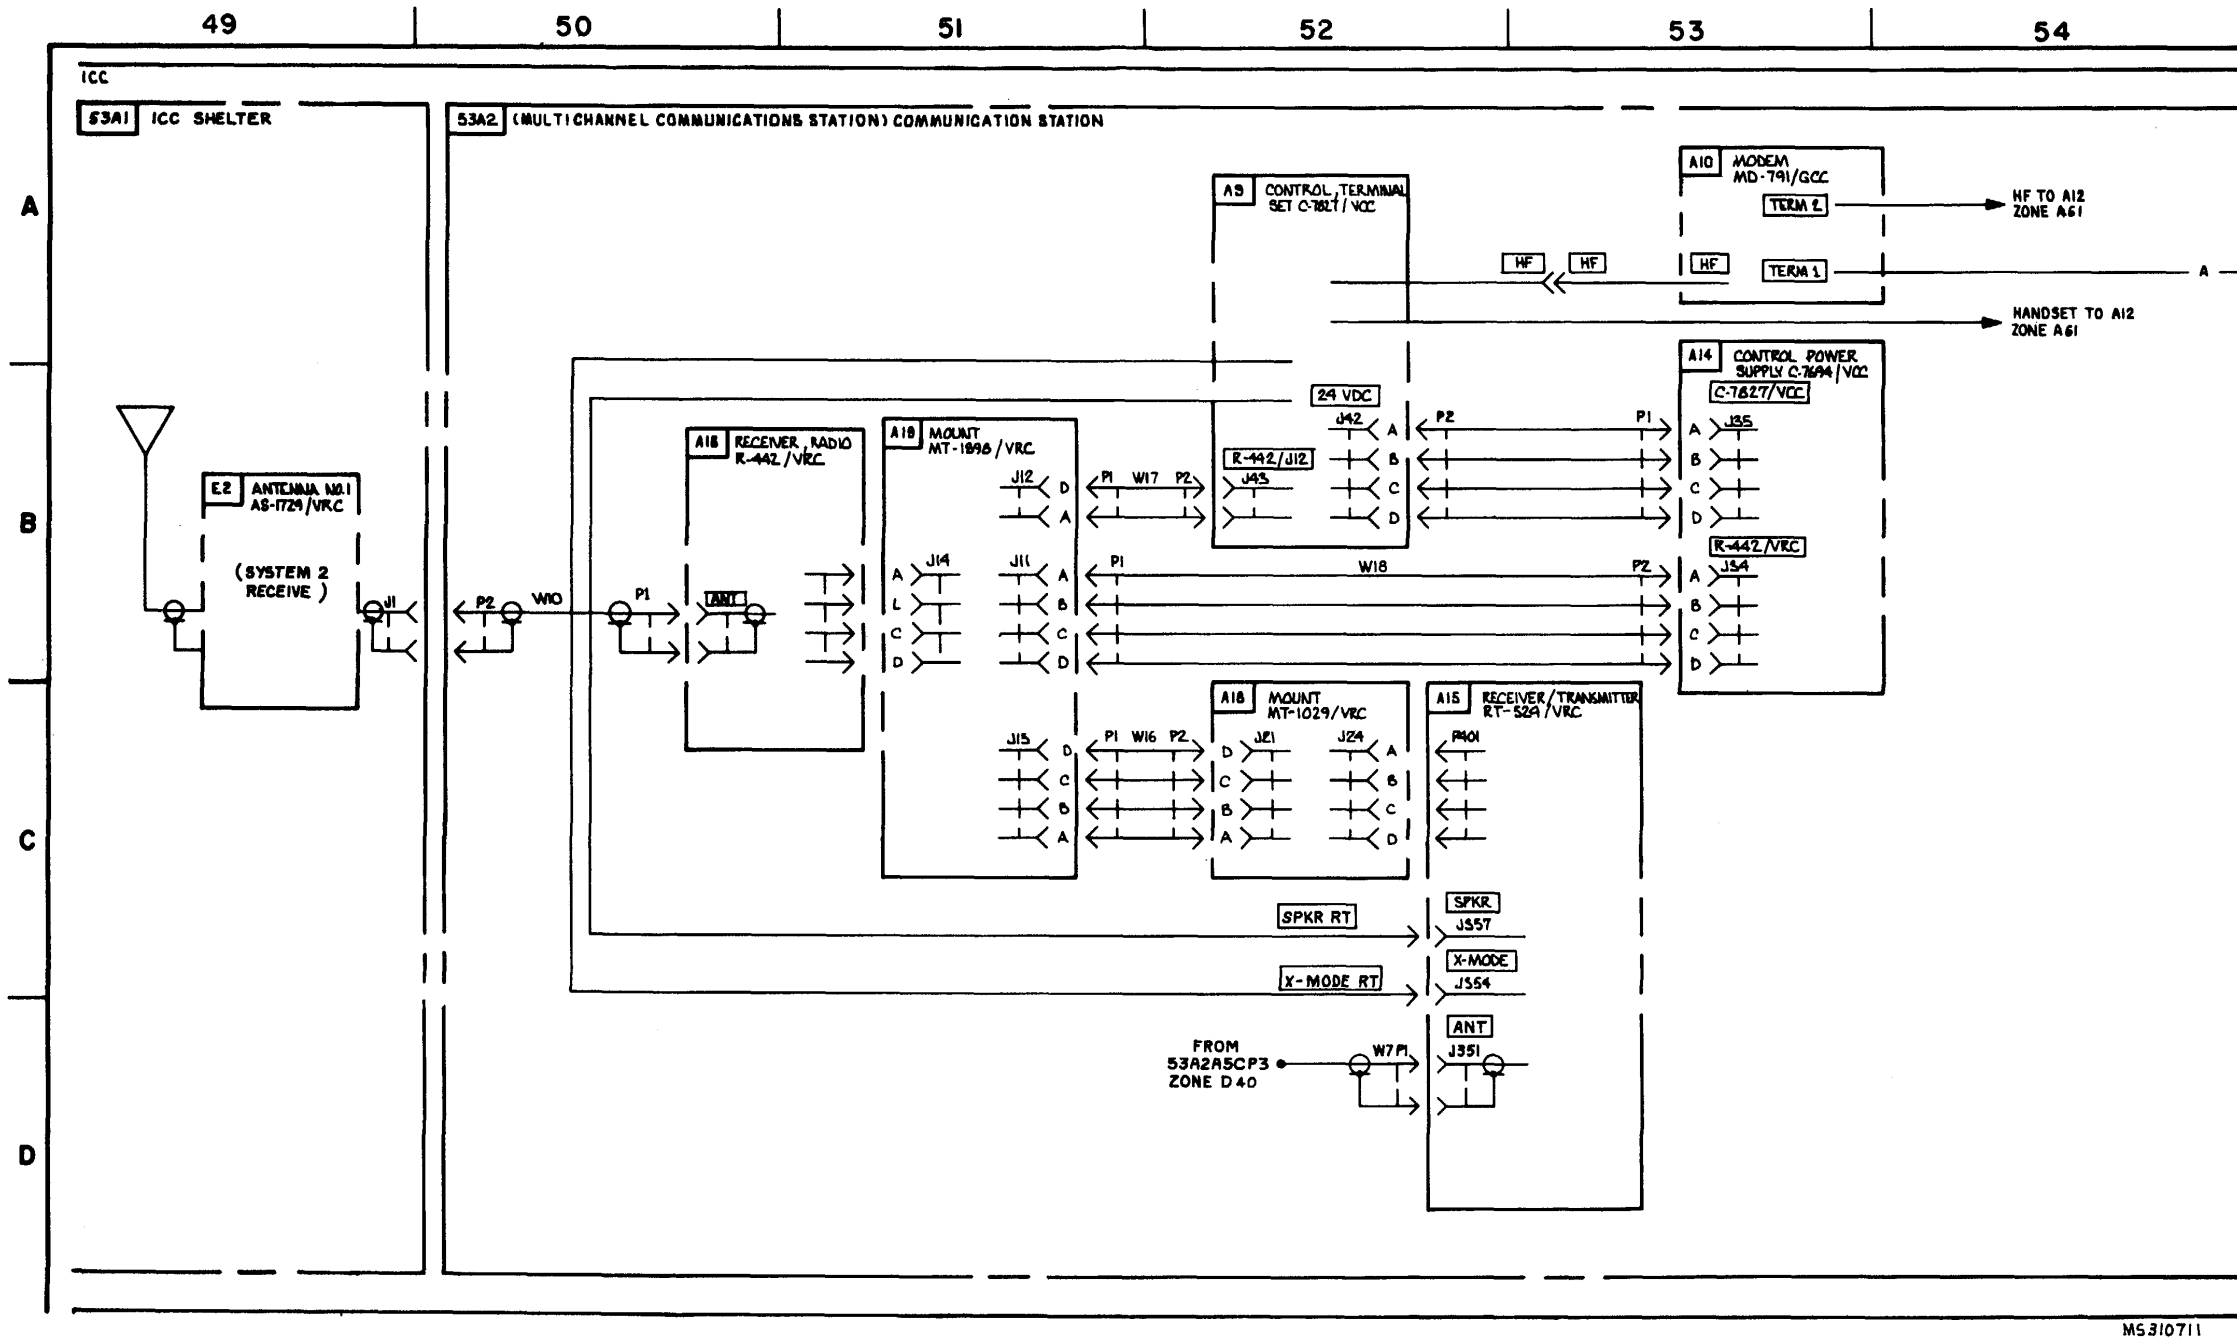 49 50 51 52 53 54
ICC
53A1 ICC SHELTER
53A2 (MULTICHANNEL COMMUNICATIONS STATION) COMMUNICATION STATION
A
A9 CONTROL, TERMINAL
SET C-7827/VCC
A10 MODEM
MD-791/GCC
TERM 2
HF TO A12
ZONE A61
HF HF HF TERM 1 A
HANDSET TO A12
ZONE A61
A14 CONTROL POWER
SUPPLY C-7694/VCC
C-7827/VCC
24 VDC
J42 A P2 P1 A J35
B B
C C
D D
R-442/J12
J43
B
E2 ANTENNA NO.1
AS-1729/VRC
(SYSTEM 2
RECEIVE)
J1 P2 W10 P1 ANT
RECEIVER, RADIO
R-442/VRC
A19 MOUNT
MT-1898/VRC
J12 D P1 W17 P2
A
A J14 J11 A P1 W18 P2 A J34
L B B
C C C
D D D
R-442/VRC
MOUNT
MT-1029/VRC
A15 RECEIVER/TRANSMITTER
RT-524/VRC
J15 D P1 W16 P2 D J21 J24 A P401
C C B
B B C
A A D
C
SPKR RT SPKR
J357
X-MODE RT X-MODE
J354
ANT
FROM
53A2A5CP3
ZONE D40
W7P1 J351
D
MS310711